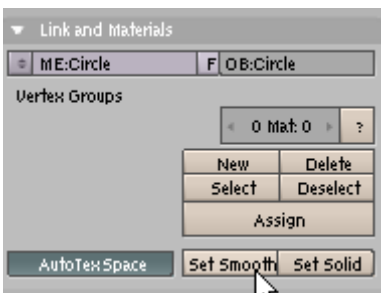 Link and Materials
ME:Circle F OB:Circle
Vertex Groups
0 Mat: 0 ?
New Delete
Select Deselect
Assign
AutoTexSpace Set Smooth Set Solid